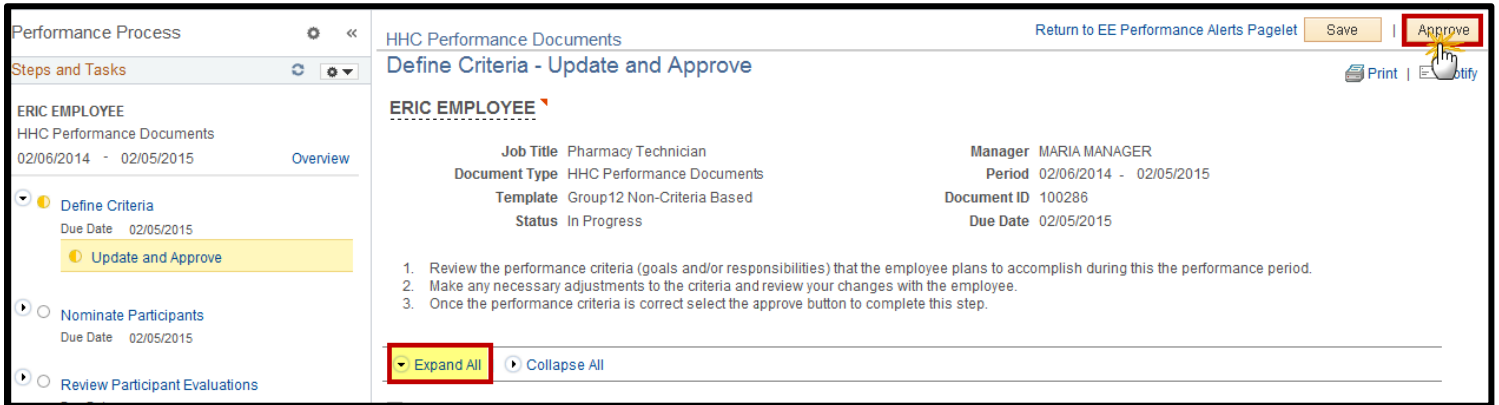 Performance Process
Steps and Tasks
ERIC EMPLOYEE
HHC Performance Documents
02/06/2014 - 02/05/2015 Overview
Define Criteria
Due Date 02/05/2015
Update and Approve
Nominate Participants
Due Date 02/05/2015
Review Participant Evaluations
HHC Performance Documents
Return to EE Performance Alerts Pagelet Save | Approve
Define Criteria - Update and Approve
Print |
ERIC EMPLOYEE
Job Title Pharmacy Technician Manager MARIA MANAGER
Document Type HHC Performance Documents Period 02/06/2014 - 02/05/2015
Template Group12 Non-Criteria Based Document ID 100286
Status In Progress Due Date 02/05/2015
1. Review the performance criteria (goals and/or responsibilities) that the employee plans to accomplish during this the performance period.
2. Make any necessary adjustments to the criteria and review your changes with the employee.
3. Once the performance criteria is correct select the approve button to complete this step.
Expand All Collapse All